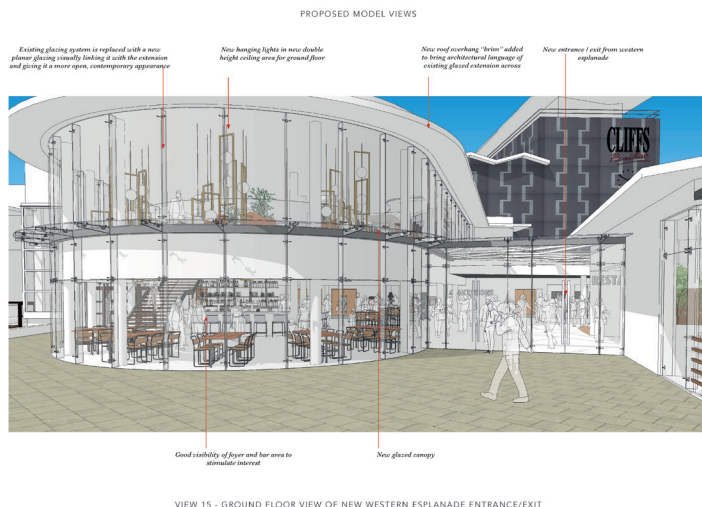 PROPOSED MODEL VIEWS
Existing glazing system is replaced with a new
planar glazing visually linking it with the extension
and giving it a more open, contemporary appearance
New hanging lights in new double
height ceiling area for ground floor
New roof overhang "brim" added
to bring architectural language of
existing glazed extension across
New entrance / exit from western
esplanade
CLIFFS
RESTA
Good visibility of foyer and bar area to
stimulate interest
New glazed canopy
VIEW 15 - GROUND FLOOR VIEW OF NEW WESTERN ESPLANADE ENTRANCE/EXIT